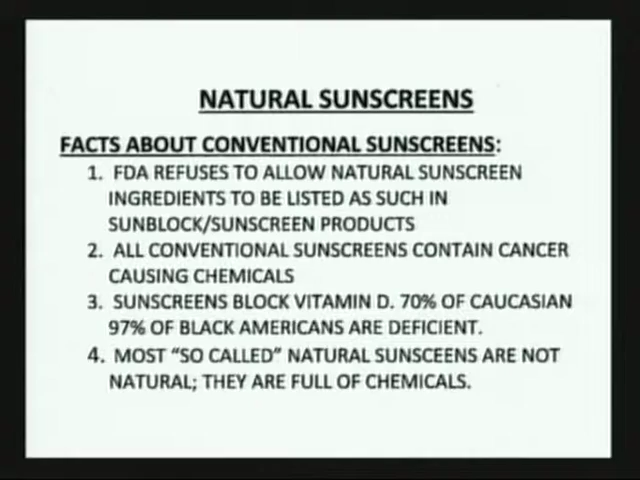 NATURAL SUNSCREENS
FACTS ABOUT CONVENTIONAL SUNSCREENS:
1. FDA REFUSES TO ALLOW NATURAL SUNSCREEN
INGREDIENTS TO BE LISTED AS SUCH IN
SUNBLOCK/SUNSCREEN PRODUCTS
2. ALL CONVENTIONAL SUNSCREENS CONTAIN CANCER
CAUSING CHEMICALS
3. SUNSCREENS BLOCK VITAMIN D. 70% OF CAUCASIAN
97% OF BLACK AMERICANS ARE DEFICIENT.
4. MOST “SO CALLED” NATURAL SUNSCEENS ARE NOT
NATURAL; THEY ARE FULL OF CHEMICALS.